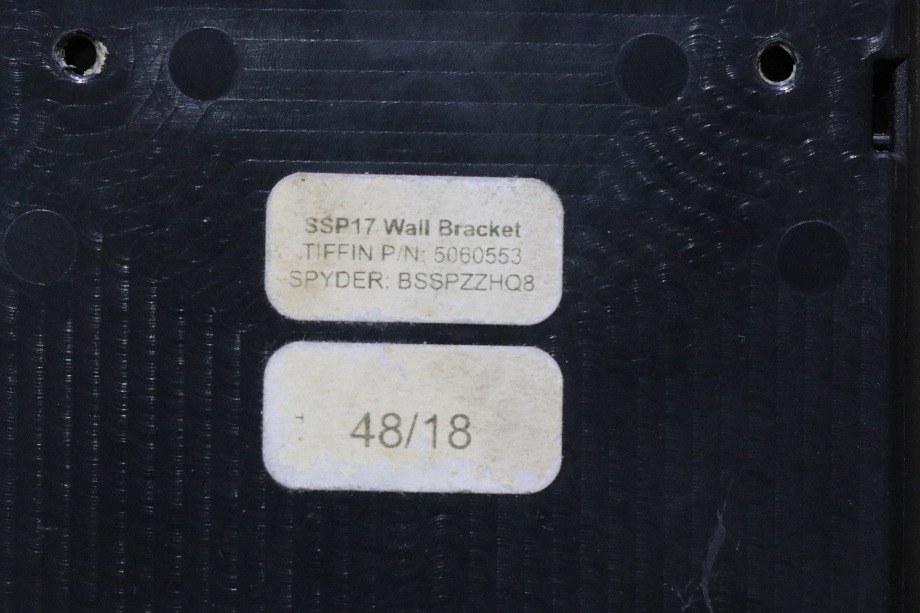 SSP17 Wall Bracket
TIFFIN P/N: 5060553
SPYDER: BSSPZZHQ8
48/18